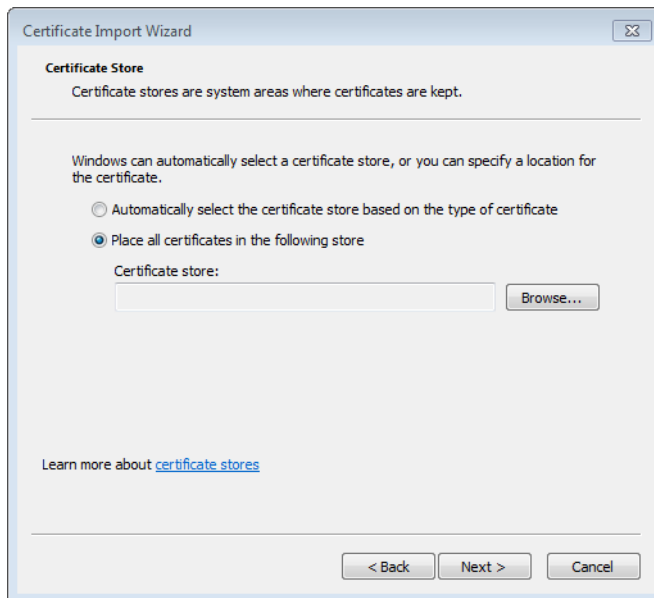 Certificate Import Wizard
Certificate Store
Certificate stores are system areas where certificates are kept.
Windows can automatically select a certificate store, or you can specify a location for
the certificate.
Automatically select the certificate store based on the type of certificate
Place all certificates in the following store
Certificate store:
Browse...
Learn more about certificate stores
< Back
Next >
Cancel